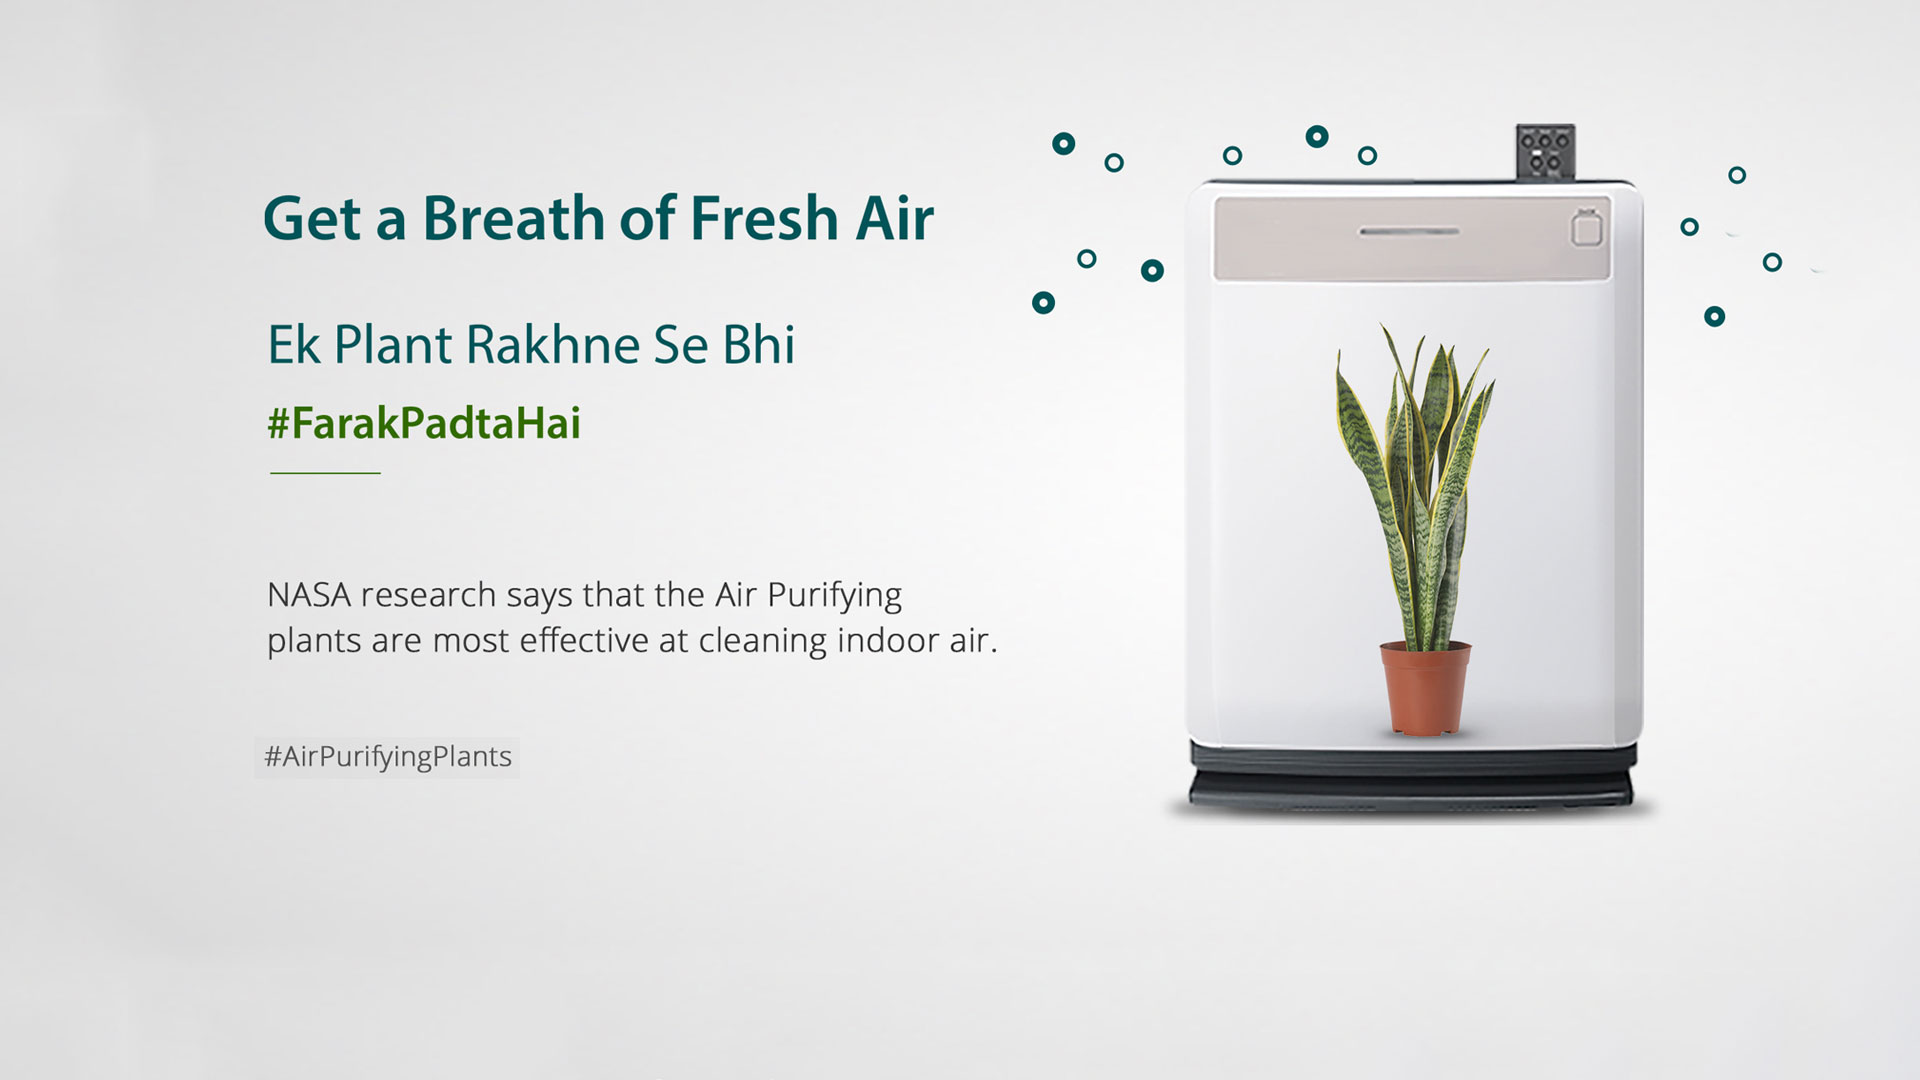 Get a Breath of Fresh Air
Ek Plant Rakhne Se Bhi
#FarakPadtaHai
NASA research says that the Air Purifying
plants are most effective at cleaning indoor air.
#AirPurifyingPlants